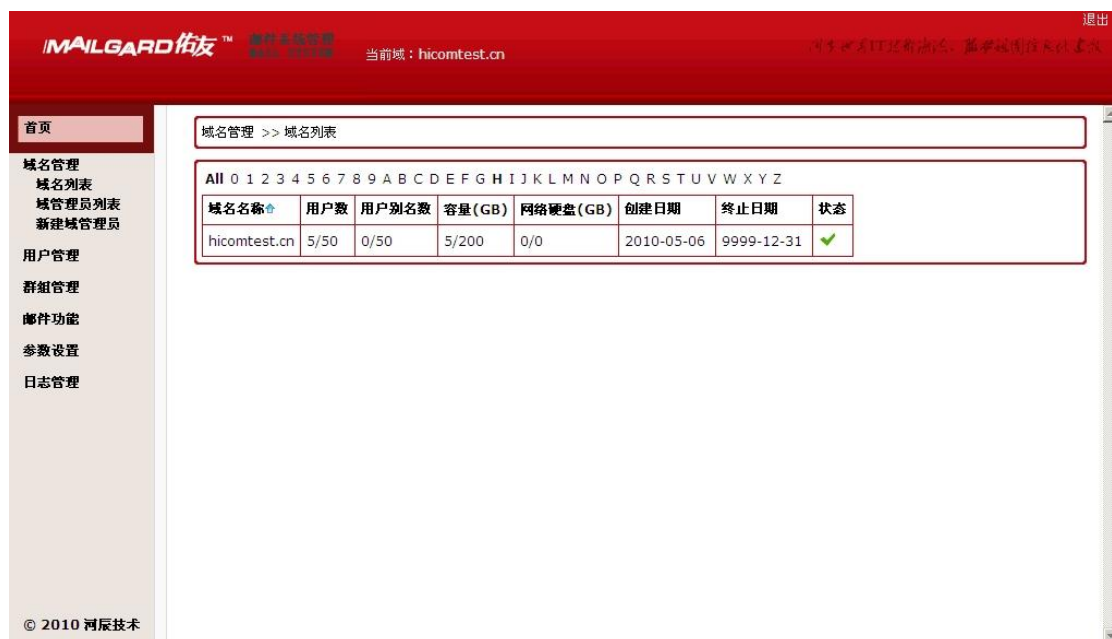 退出
MAILGARD佑友™
当前域：hicomtest.cn
首页
域名管理
域名列表
域管理员列表
新建域管理员
用户管理
群组管理
邮件功能
参数设置
日志管理
© 2010 河辰技术
域名管理 >> 域名列表
All 0 1 2 3 4 5 6 7 8 9 A B C D E F G H I J K L M N O P Q R S T U V W X Y Z
域名名称 用户数 用户别名数 容量(GB) 网络硬盘(GB) 创建日期 终止日期 状态
hicomtest.cn 5/50 0/50 5/200 0/0 2010-05-06 9999-12-31